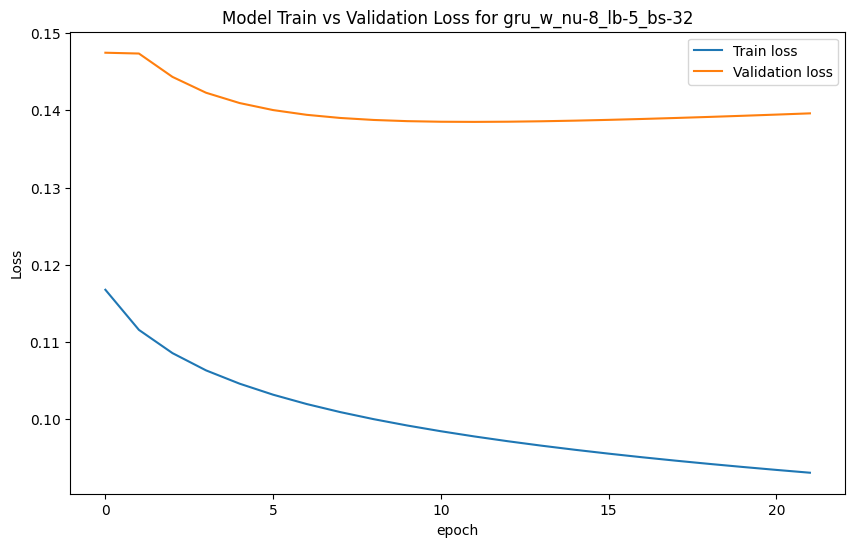 Model Train vs Validation Loss for gru_w_nu-8_lb-5_bs-32
Train loss
Validation loss
0.15
0.14
0.13
0.12
0.11
0.10
Loss
0
5
10
15
20
epoch